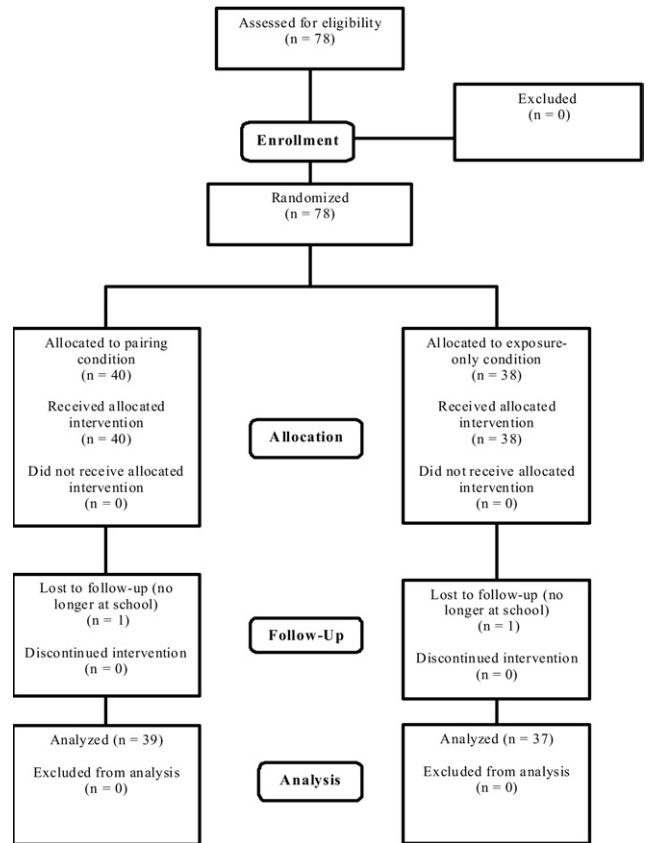 Assessed for eligibility
(n = 78)
Excluded
(n = 0)
Enrollment
Randomized
(n = 78)
Allocated to pairing
condition
(n = 40)
Received allocated
intervention
(n = 40)
Did not receive allocated
intervention
(n = 0)
Allocated to exposure-
only condition
(n = 38)
Received allocated
intervention
(n = 38)
Did not receive allocated
intervention
(n = 0)
Allocation
Lost to follow-up (no
longer at school)
(n = 1)
Discontinued intervention
(n = 0)
Lost to follow-up (no
longer at school)
(n = 1)
Discontinued intervention
(n = 0)
Follow-Up
Analyzed (n = 39)
Excluded from analysis
(n = 0)
Analyzed (n = 37)
Excluded from analysis
(n = 0)
Analysis